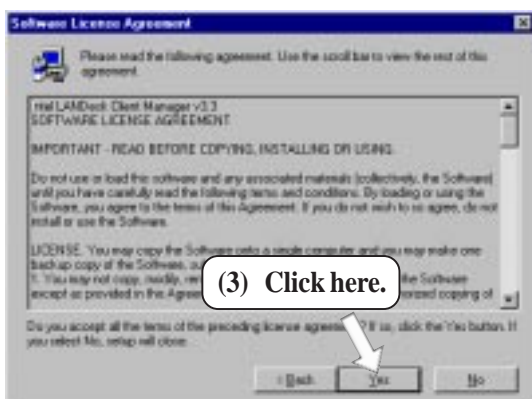 Software License Agreement
Please read the following agreement. Use the scroll bar to view the rest of this
agreement.
Intel LANDesk Client Manager v3.3
SOFTWARE LICENSE AGREEMENT
IMPORTANT - READ BEFORE COPYING, INSTALLING OR USING.
Do not use or load this software and any associated materials (collectively, the Software)
until you have carefully read the following terms and conditions. By loading or using the
Software, you agree to the terms of this Agreement. If you do not wish to so agree, do not
install or use the Software.
LICENSE. You may copy the Software onto a single computer and you may make one
back-up copy of the Software,
1. You may not copy, modify, the Software
except as provided in the copying of
(3) Click here.
Do you accept all the terms of the preceding license If so, click the Yes button. If
you select No, setup will close.
< Back
Yes
No